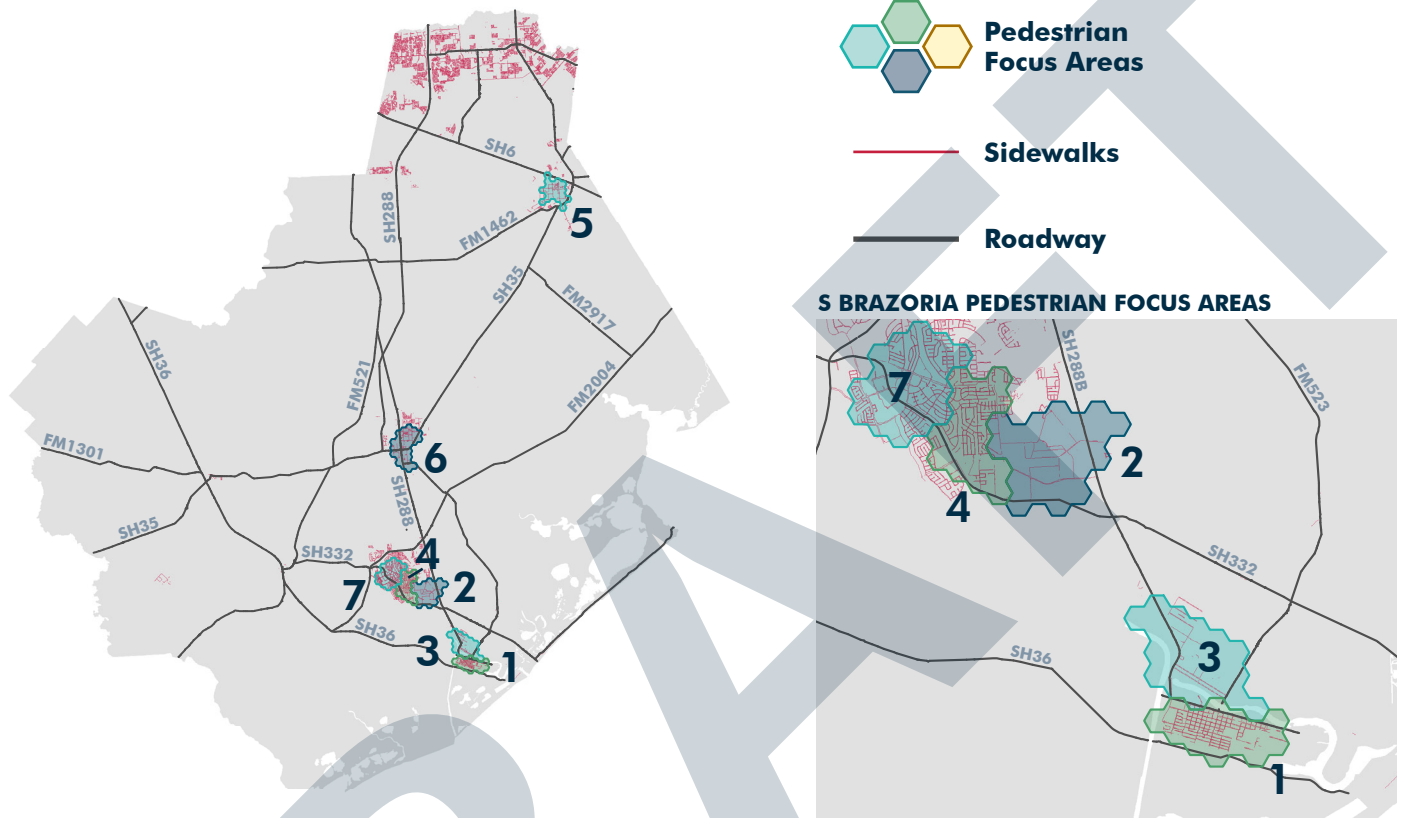 Pedestrian
Focus Areas
Sidewalks
Roadway
S BRAZORIA PEDESTRIAN FOCUS AREAS
SH6
5
SH288
FM1462
SH35
FM2917
SH36
FM521
FM2004
FM1301
6
SH288
SH35
SH332
4
7
2
SH36
3
1
SH288B
FM523
7
2
4
SH332
SH36
3
1
DRAFT